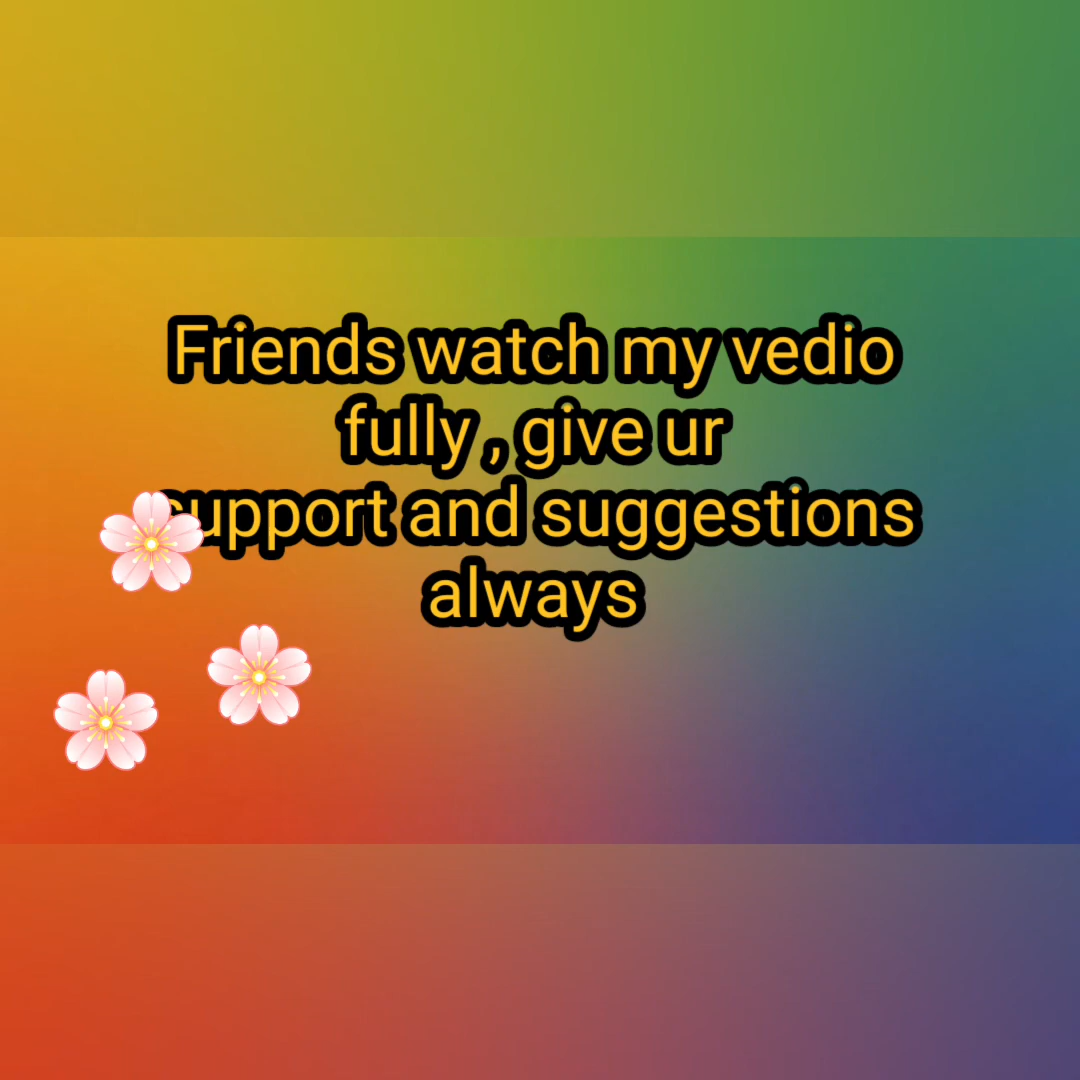 Friends watch my vedio
fully , give ur
support and suggestions
always